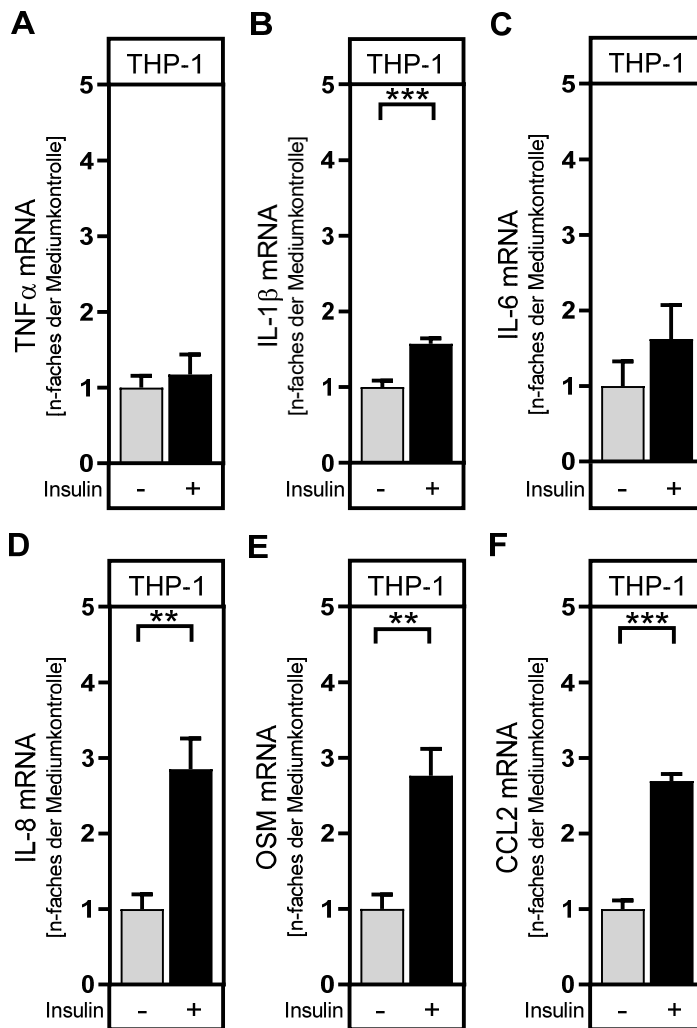 A
THP-1
TNFα mRNA
[n-faches der Mediumkontrolle]
5
4
3
2
1
0
Insulin - +
B
THP-1
***
IL-1β mRNA
[n-faches der Mediumkontrolle]
5
4
3
2
1
0
Insulin - +
C
THP-1
IL-6 mRNA
[n-faches der Mediumkontrolle]
5
4
3
2
1
0
Insulin - +
D
THP-1
**
IL-8 mRNA
[n-faches der Mediumkontrolle]
5
4
3
2
1
0
Insulin - +
E
THP-1
**
OSM mRNA
[n-faches der Mediumkontrolle]
5
4
3
2
1
0
Insulin - +
F
THP-1
***
CCL2 mRNA
[n-faches der Mediumkontrolle]
5
4
3
2
1
0
Insulin - +